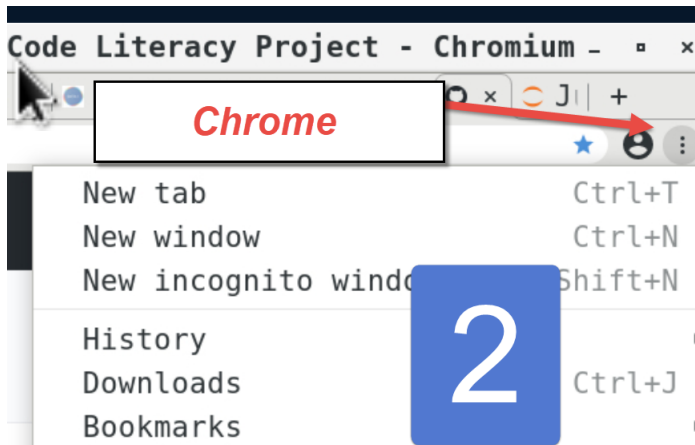 Code Literacy Project - Chromium
Chrome
New tab Ctrl+T
New window Ctrl+N
New incognito Shift+N
History
Downloads Ctrl+J
Bookmarks
2